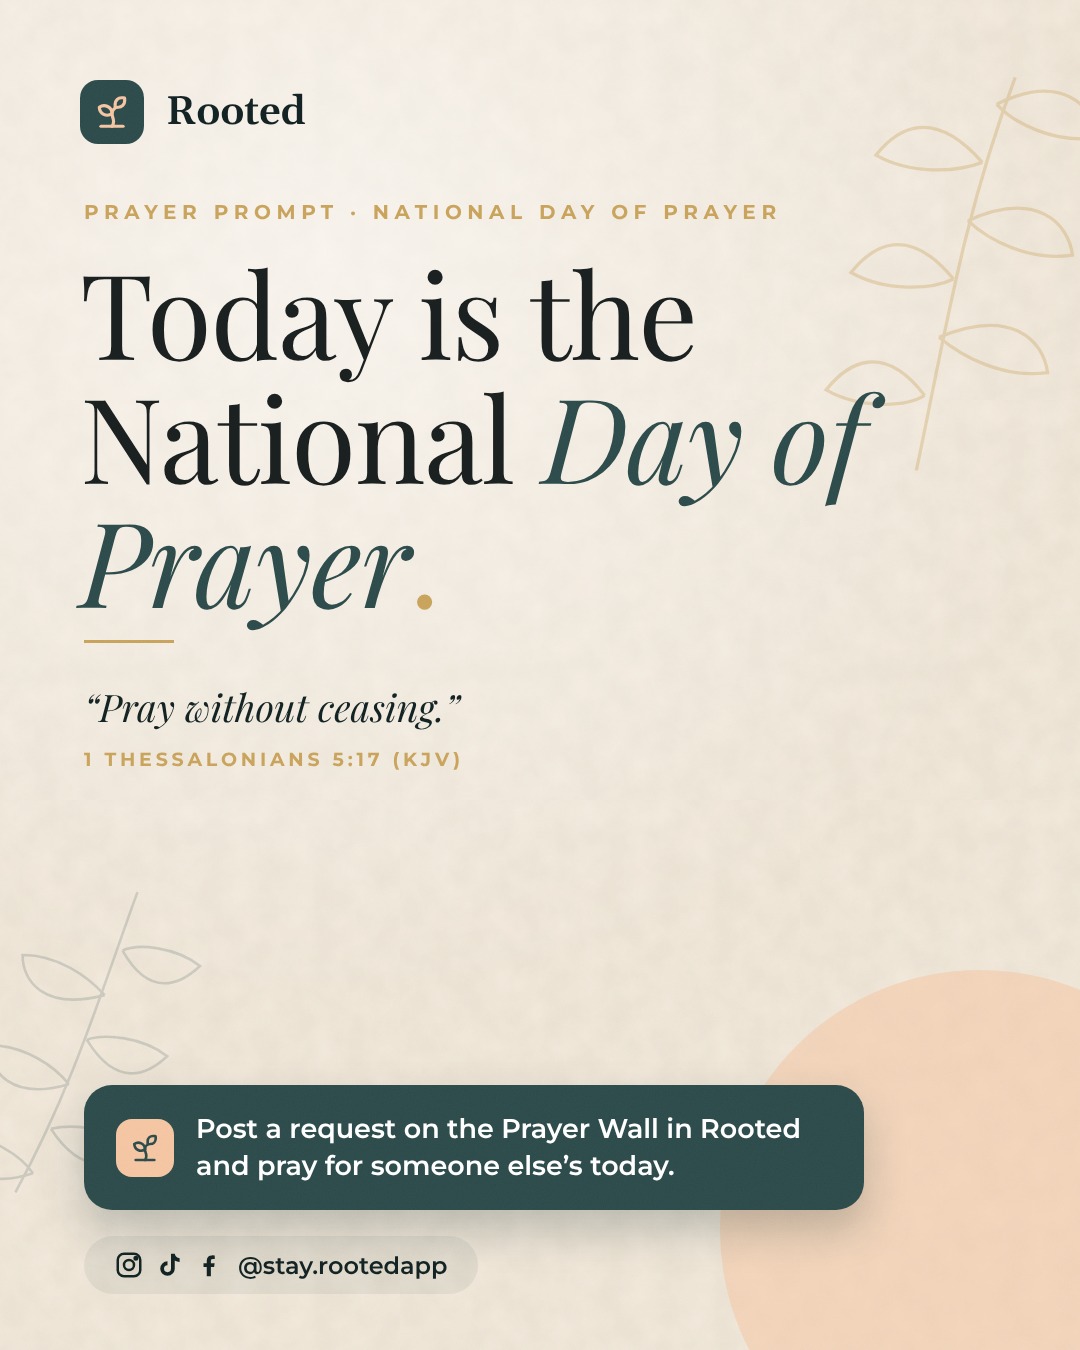 Rooted
PRAYER PROMPT · NATIONAL DAY OF PRAYER
Today is the
National Day of
Prayer.
“Pray without ceasing.”
1 THESSALONIANS 5:17 (KJV)
Post a request on the Prayer Wall in Rooted
and pray for someone else’s today.
@stay.rootedapp